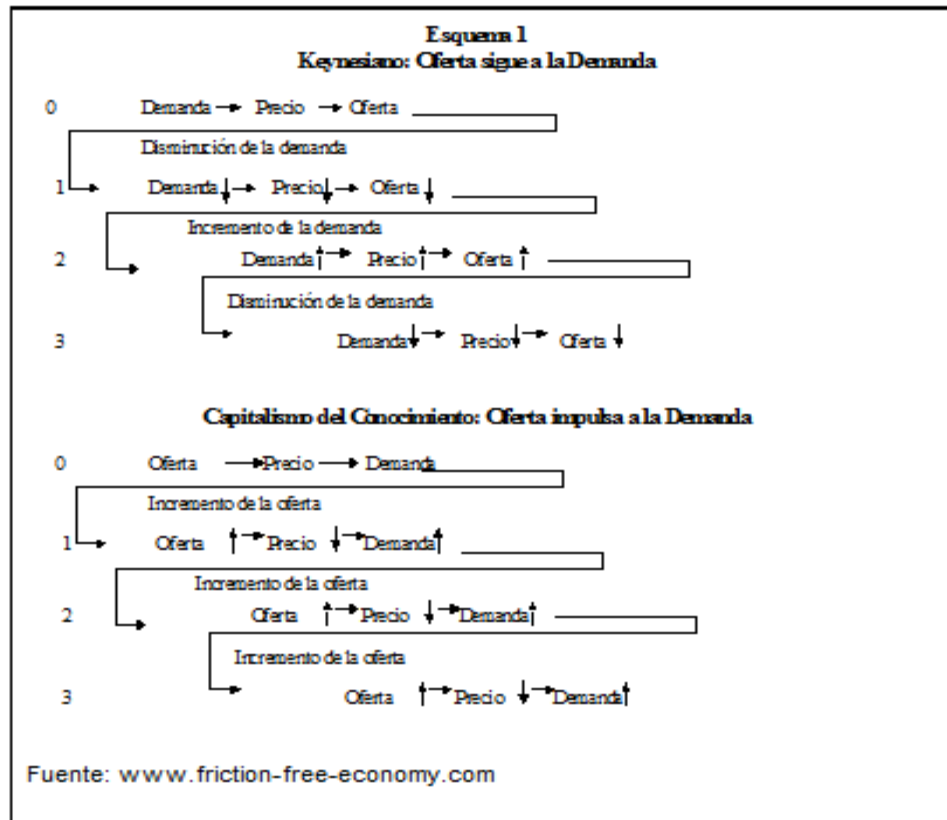 Esquema 1
Keynesiano: Oferta sigue a la Demanda
0 Demanda → Precio → Oferta
Disminución de la demanda
1 Demanda↓→ Precio↓→ Oferta ↓
Incremento de la demanda
2 Demanda↑→ Precio↑→ Oferta ↑
Disminución de la demanda
3 Demanda↓→ Precio↓→ Oferta ↓
Capitalismo del Conocimiento: Oferta impulsa a la Demanda
0 Oferta →Precio → Demanda
Incremento de la oferta
1 Oferta ↑→Precio ↓→Demanda↑
Incremento de la oferta
2 Oferta ↑→Precio ↓→Demanda↑
Incremento de la oferta
3 Oferta ↑→Precio ↓→Demanda↑
Fuente: www.friction-free-economy.com